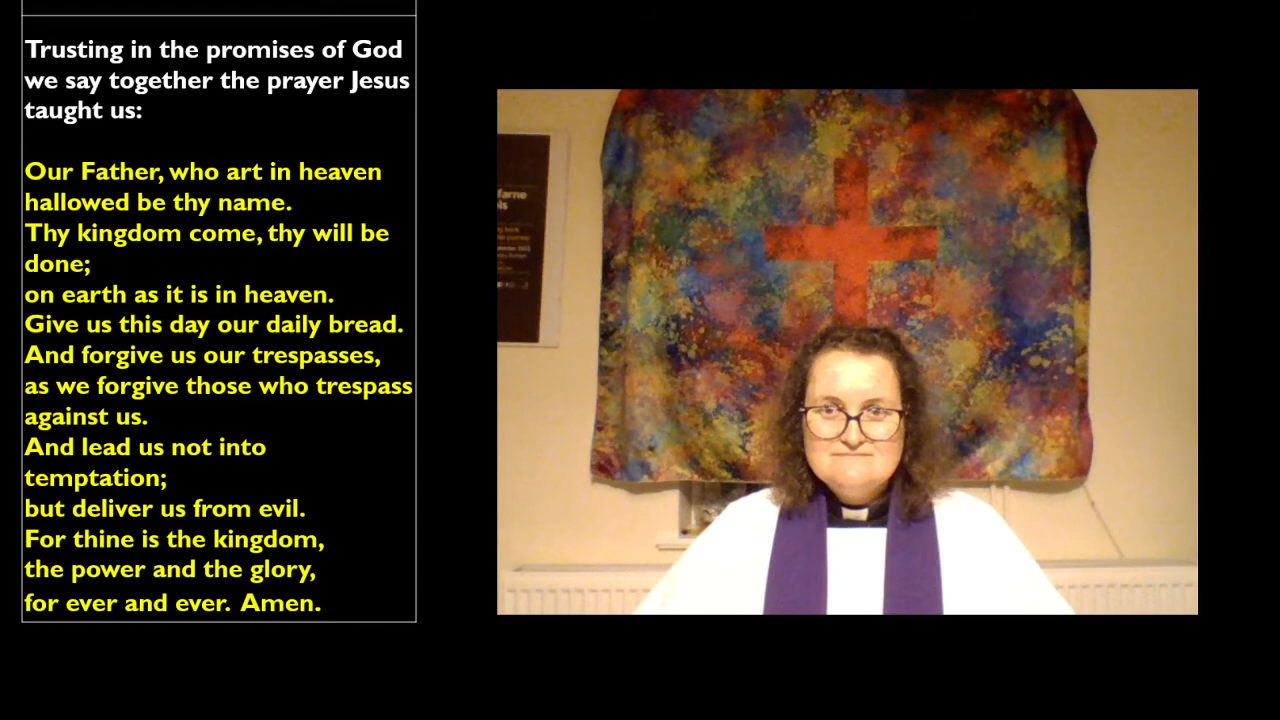 Trusting in the promises of God
we say together the prayer Jesus
taught us:
Our Father, who art in heaven
hallowed be thy name.
Thy kingdom come, thy will be
done;
on earth as it is in heaven.
Give us this day our daily bread.
And forgive us our trespasses,
as we forgive those who trespass
against us.
And lead us not into
temptation;
but deliver us from evil.
For thine is the kingdom,
the power and the glory,
for ever and ever. Amen.